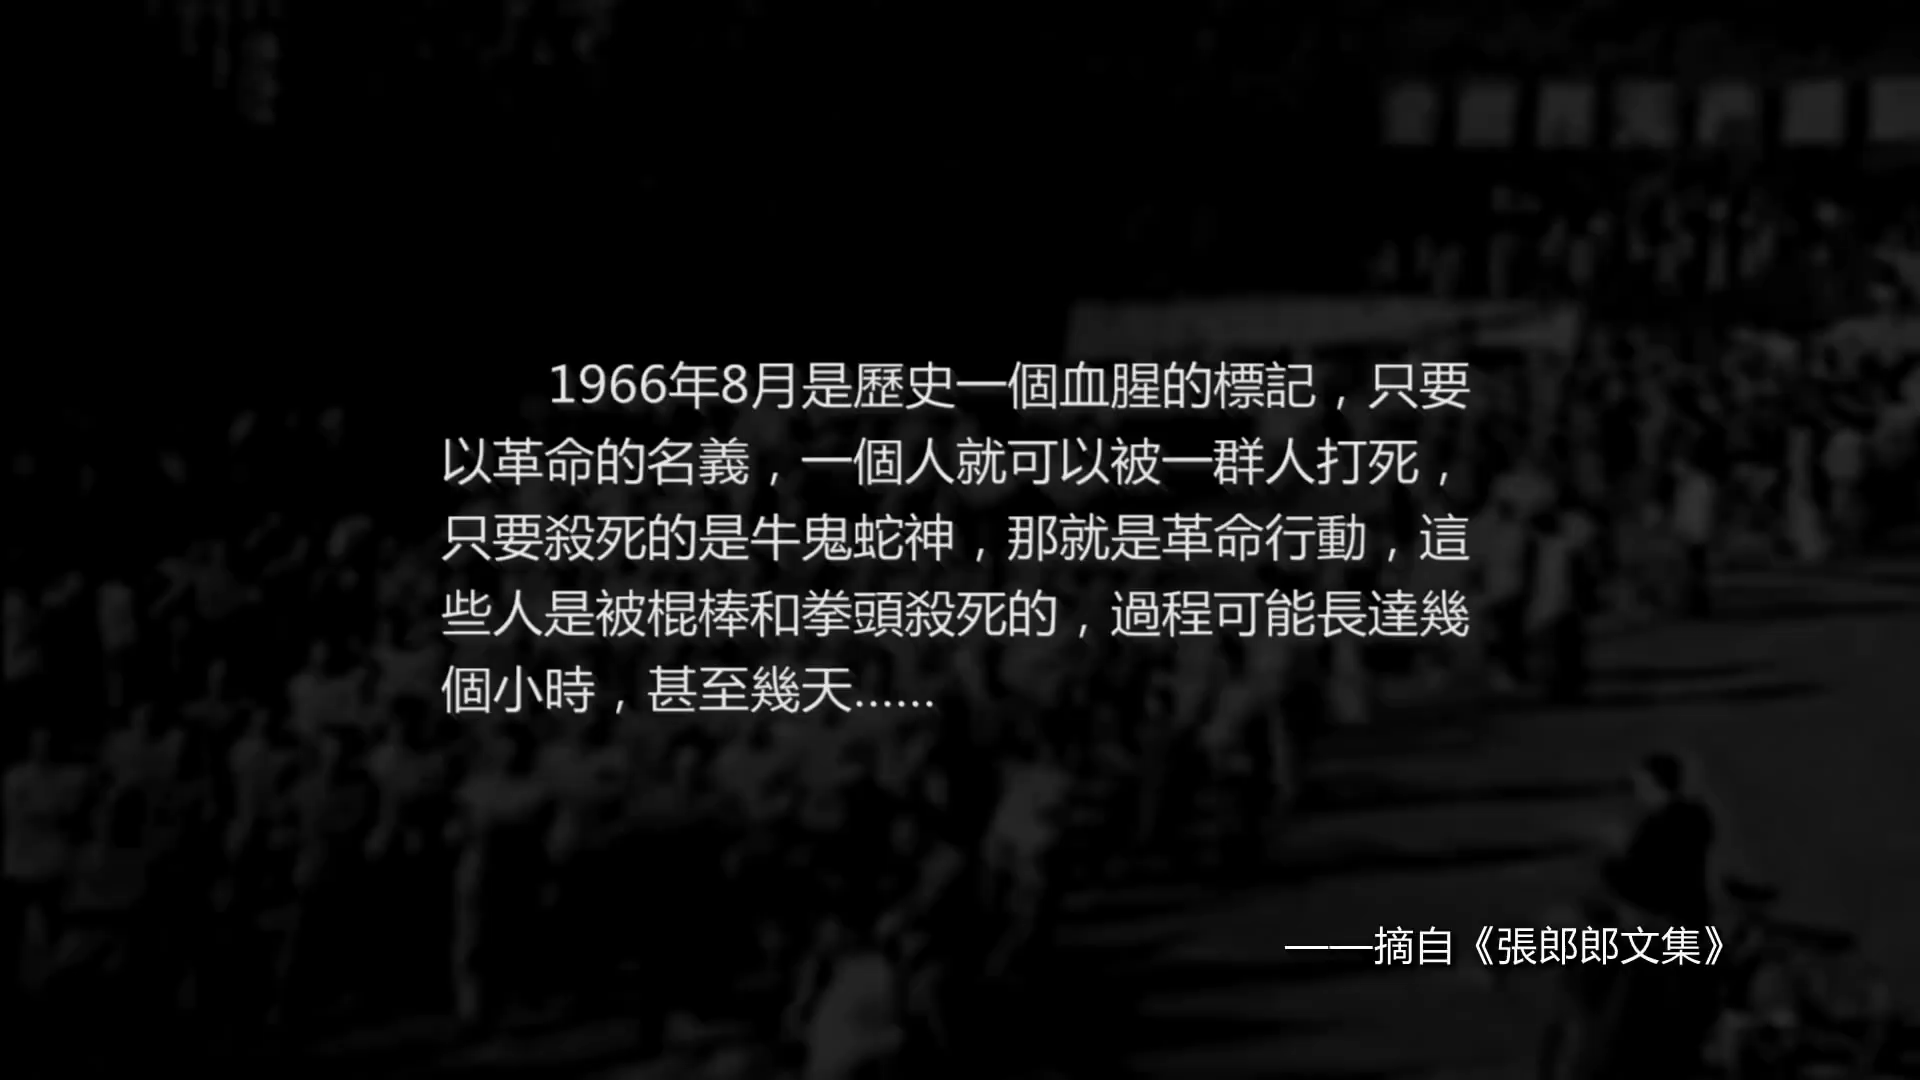 1966年8月是歷史一個血腥的標記，只要
以革命的名義，一個人就可以被一群人打死，
只要殺死的是牛鬼蛇神，那就是革命行動，這
些人是被棍棒和拳頭殺死的，過程可能長達幾
個小時，甚至幾天……
——摘自《張郎郎文集》